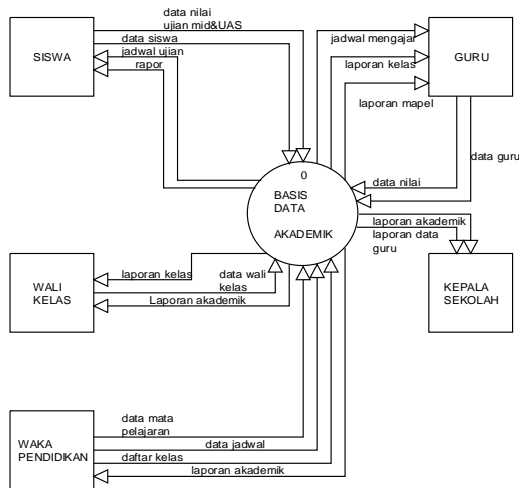 data nilai
ujian mid&UAS
data siswa
jadwal ujian
rapor
SISWA
jadwal mengajar
laporan kelas
laporan mapel
GURU
data guru
data nilai
0
BASIS
DATA
AKADEMIK
laporan akademik
laporan data
guru
WALI
KELAS
laporan kelas
data wali
kelas
Laporan akademik
KEPALA
SEKOLAH
WAKA
PENDIDIKAN
data mata
pelajaran
data jadwal
daftar kelas
laporan akademik